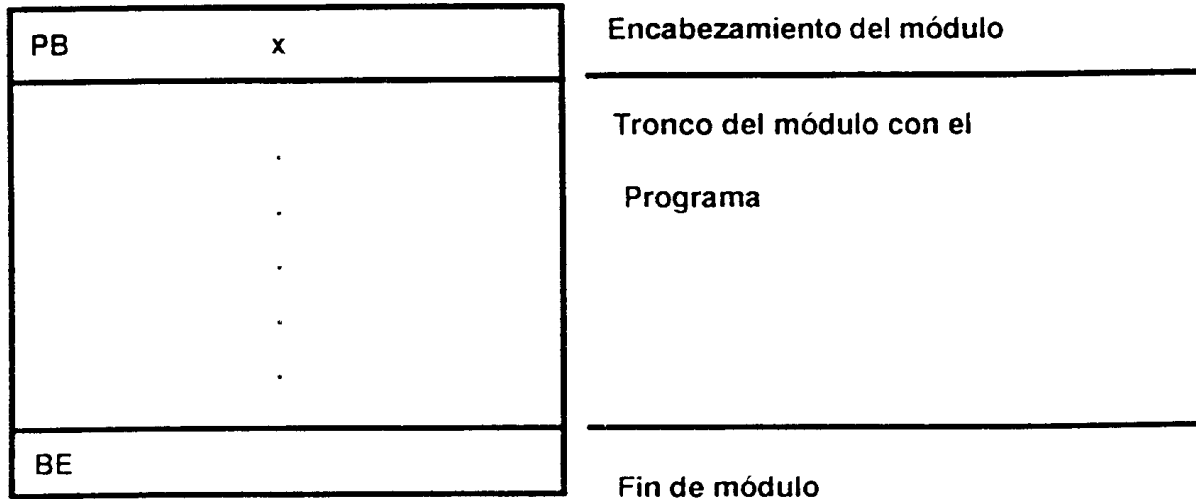 PB x Encabezamiento del módulo
Tronco del módulo con el
Programa
.
.
.
.
.
BE
Fin de módulo